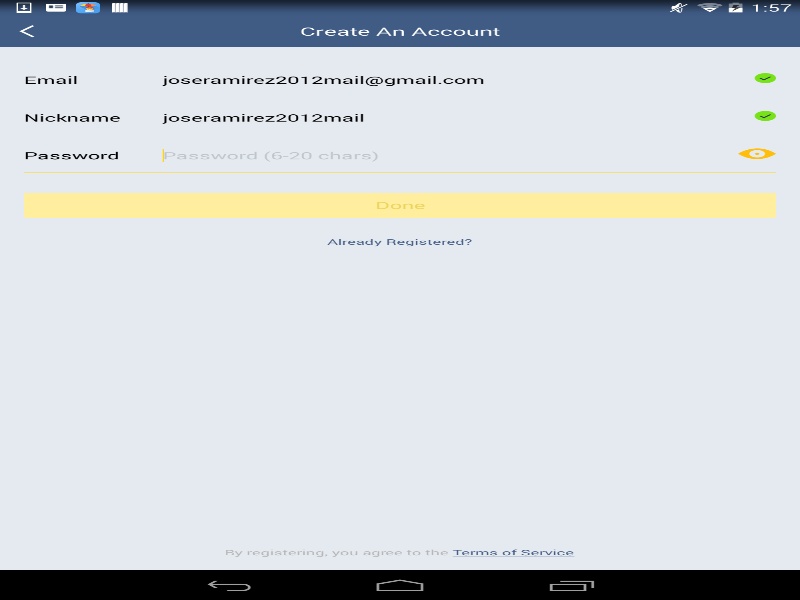 1:57
Create An Account
Email joseramirez2012mail@gmail.com
Nickname joseramirez2012mail
Password Password (6-20 chars)
Done
Already Registered?
By registering, you agree to the Terms of Service